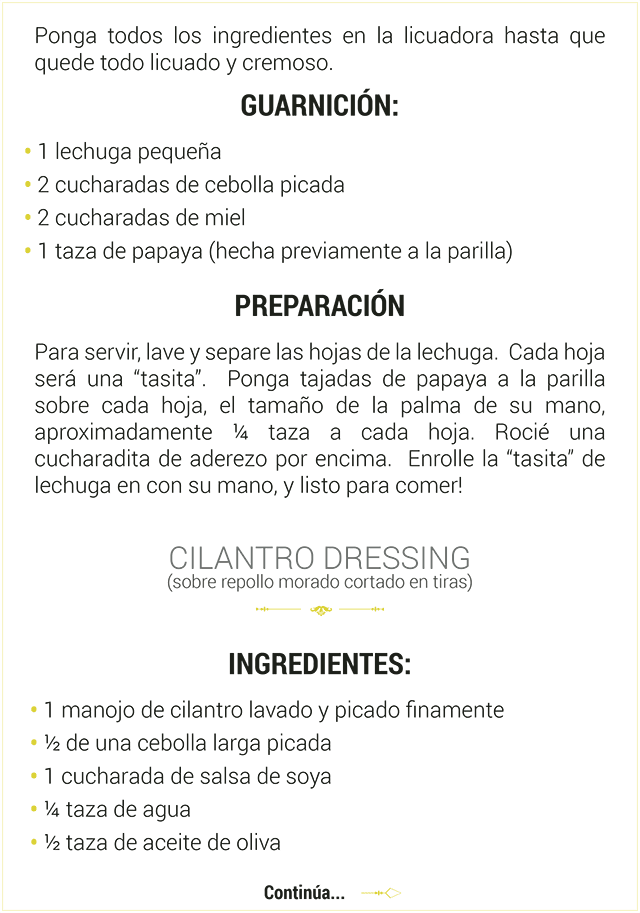 Ponga todos los ingredientes en la licuadora hasta que
quede todo licuado y cremoso.
GUARNICIÓN:
• 1 lechuga pequeña
• 2 cucharadas de cebolla picada
• 2 cucharadas de miel
• 1 taza de papaya (hecha previamente a la parilla)
PREPARACIÓN
Para servir, lave y separe las hojas de la lechuga. Cada hoja
será una “tasita”. Ponga tajadas de papaya a la parilla
sobre cada hoja, el tamaño de la palma de su mano,
aproximadamente ¼ taza a cada hoja. Rocié una
cucharadita de aderezo por encima. Enrolle la “tasita” de
lechuga en con su mano, y listo para comer!
CILANTRO DRESSING
(sobre repollo morado cortado en tiras)
INGREDIENTES:
• 1 manojo de cilantro lavado y picado finamente
• ½ de una cebolla larga picada
• 1 cucharada de salsa de soya
• ¼ taza de agua
• ½ taza de aceite de oliva
Continúa...